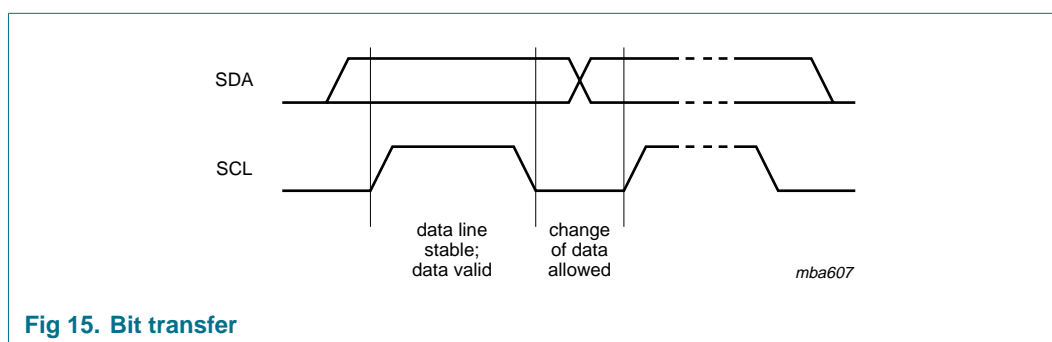 SDA
SCL
data line
stable;
data valid
change
of data
allowed
mba607
Fig 15. Bit transfer